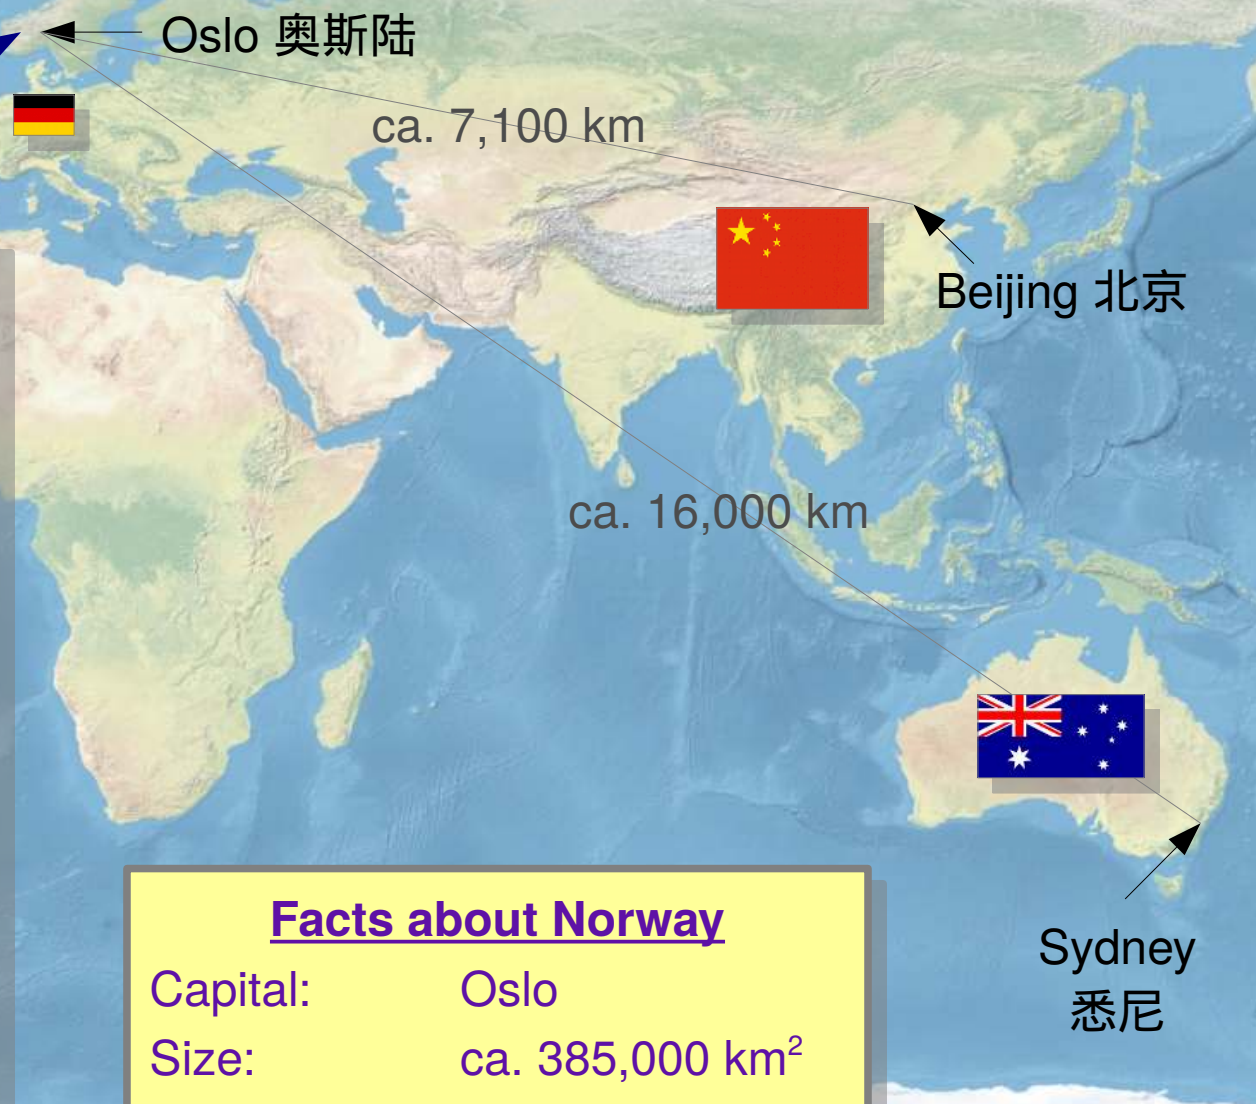 Oslo 奥斯陆
ca. 7,100 km
Beijing 北京
ca. 16,000 km
Sydney
悉尼
Facts about Norway
Capital: Oslo
Size: ca. 385,000 km²